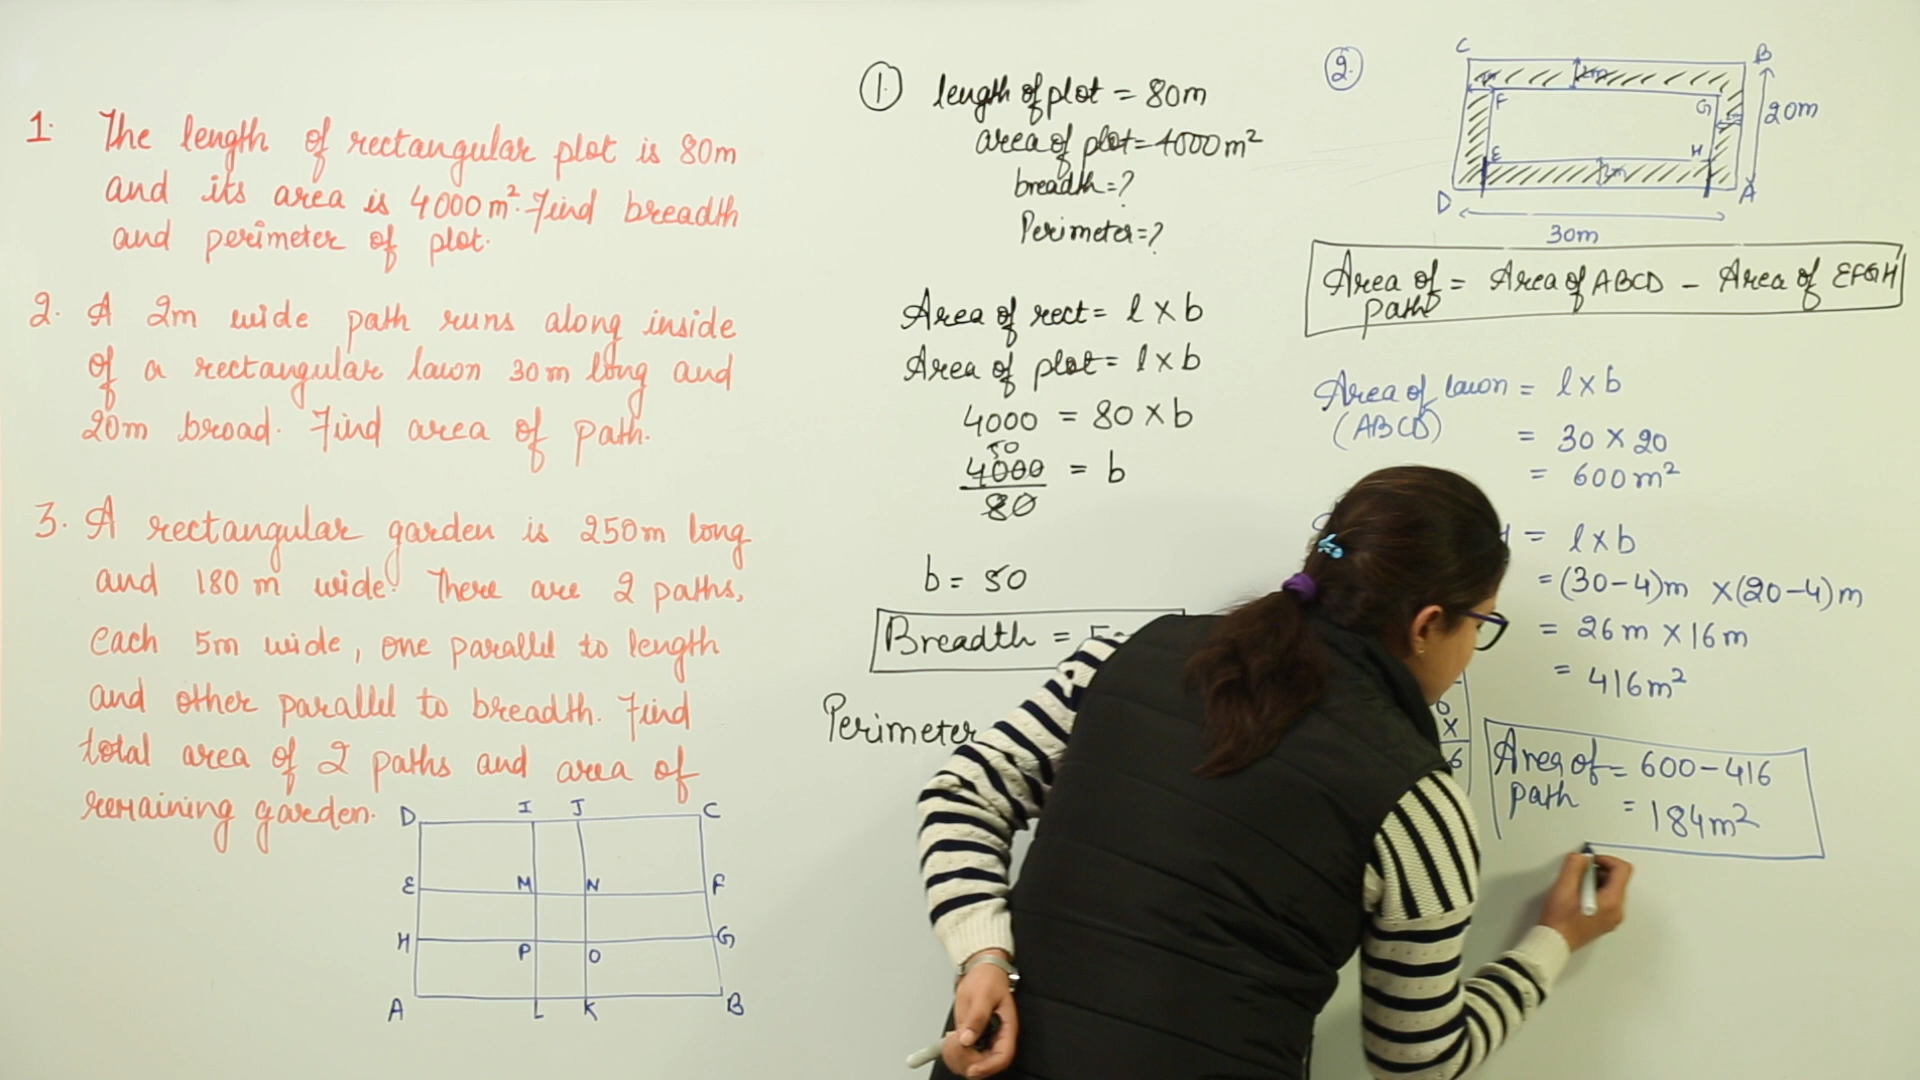 1. The length of rectangular plot is 80m
and its area is 4000m². Find breadth
and perimeter of plot.
2. A 2m wide path runs along inside
of a rectangular lawn 30m long and
20m broad. Find area of path.
3. A rectangular garden is 250m long
and 180m wide. There are 2 paths,
each 5m wide, one parallel to length
and other parallel to breadth. Find
total area of 2 paths and area of
remaining garden.
D I J C
E M N F
H P O G
A L K B
① length of plot = 80m
area of plot = 4000m²
breadth = ?
Perimeter = ?
Area of rect = l × b
Area of plot = l × b
4000 = 80 × b
50
4000 = b
80
b = 50
Breadth =
Perimeter
②
C B
2m
F G
20m
E H
2m
D A
30m
Area of path = Area of ABCD - Area of EFGH
Area of lawn = l × b
(ABCD) = 30 × 20
= 600m²
= l × b
= (30-4)m × (20-4)m
= 26m × 16m
= 416m²
6
×
6
Area of path = 600 - 416
= 184m²